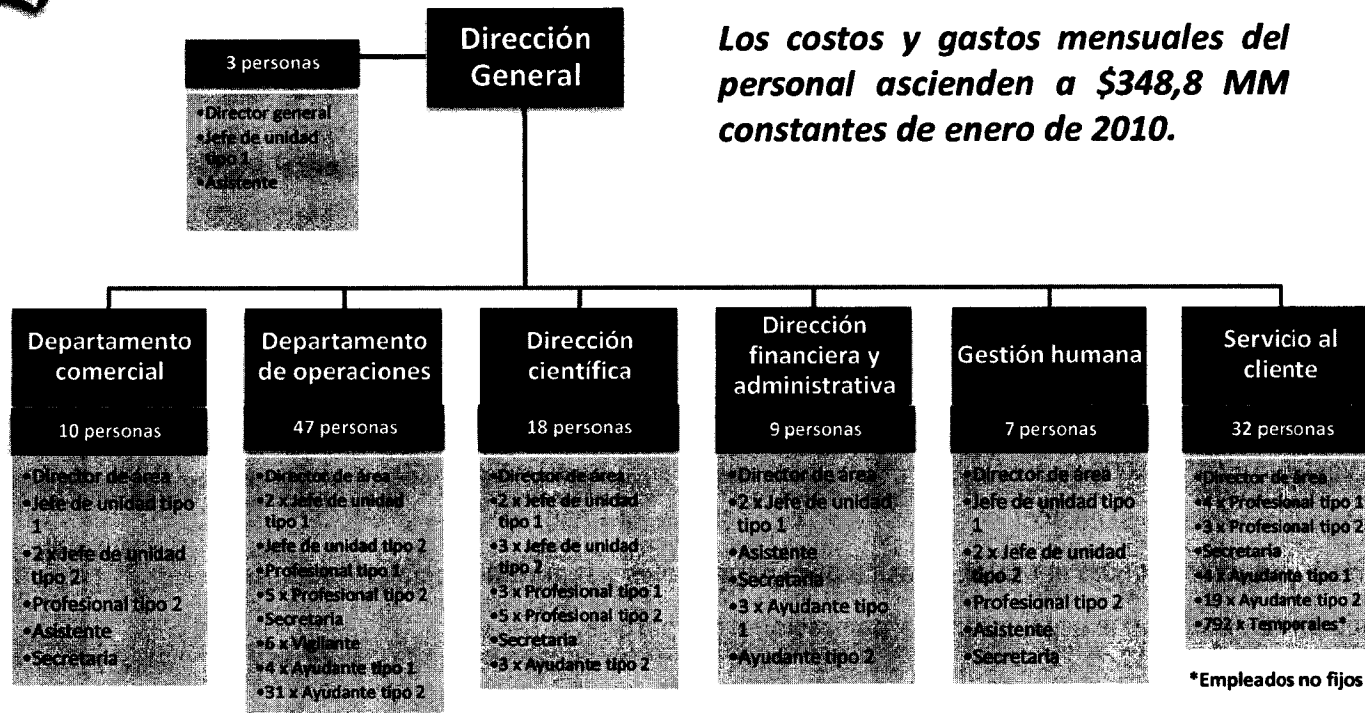 Dirección
General
3 personas
•Director general
•Jefe de unidad
tipo 1
•Asistente
Los costos y gastos mensuales del
personal ascienden a $348,8 MM
constantes de enero de 2010.
Departamento
comercial
10 personas
•Director de área
•Jefe de unidad tipo
1
•2 x Jefe de unidad
tipo 2
•Profesional tipo 2
•Asistente
•Secretaria
Departamento
de operaciones
47 personas
•Director de área
•2 x Jefe de unidad
tipo 1
•Jefe de unidad tipo 2
•Profesional tipo 1
•5 x Profesional tipo 2
•Secretaria
•6 x Vigilante
•4 x Ayudante tipo 1
•31 x Ayudante tipo 2
Dirección
científica
18 personas
•Director de área
•2 x Jefe de unidad
tipo 1
•3 x Jefe de unidad
tipo 2
•3 x Profesional tipo 1
•5 x Profesional tipo 2
•Secretaria
•3 x Ayudante tipo 2
Dirección
financiera y
administrativa
9 personas
•Director de área
•2 x Jefe de unidad
tipo 1
•Asistente
•Secretaria
•3 x Ayudante tipo
1
•Ayudante tipo 2
Gestión humana
7 personas
•Director de área
•Jefe de unidad tipo
1
•2 x Jefe de unidad
tipo 2
•Profesional tipo 2
•Asistente
•Secretaria
Servicio al
cliente
32 personas
•Director de área
•4 x Profesional tipo 1
•3 x Profesional tipo 2
•Secretaria
•4 x Ayudante tipo 1
•19 x Ayudante tipo 2
•792 x Temporales*
*Empleados no fijos